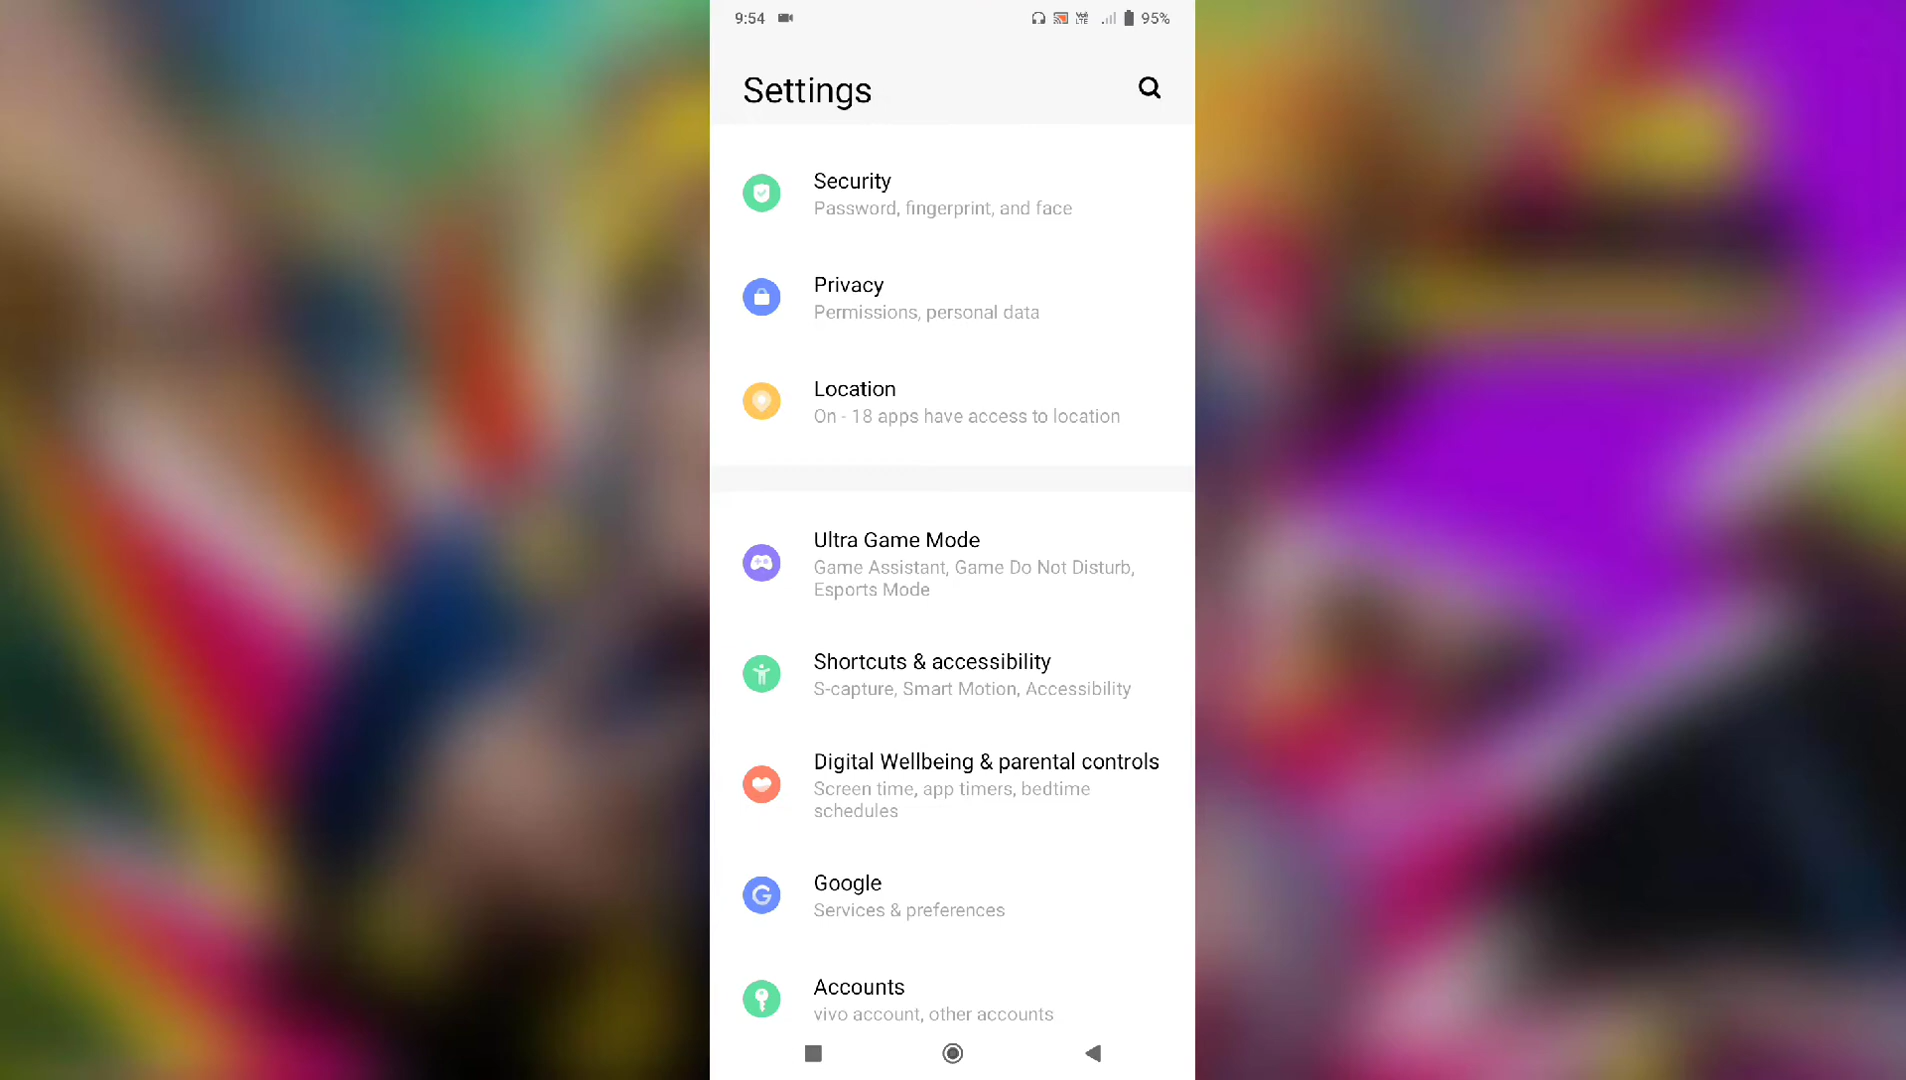 9:54
95%
Settings
Security
Password, fingerprint, and face
Privacy
Permissions, personal data
Location
On - 18 apps have access to location
Ultra Game Mode
Game Assistant, Game Do Not Disturb,
Esports Mode
Shortcuts & accessibility
S-capture, Smart Motion, Accessibility
Digital Wellbeing & parental controls
Screen time, app timers, bedtime
schedules
Google
Services & preferences
Accounts
vivo account, other accounts